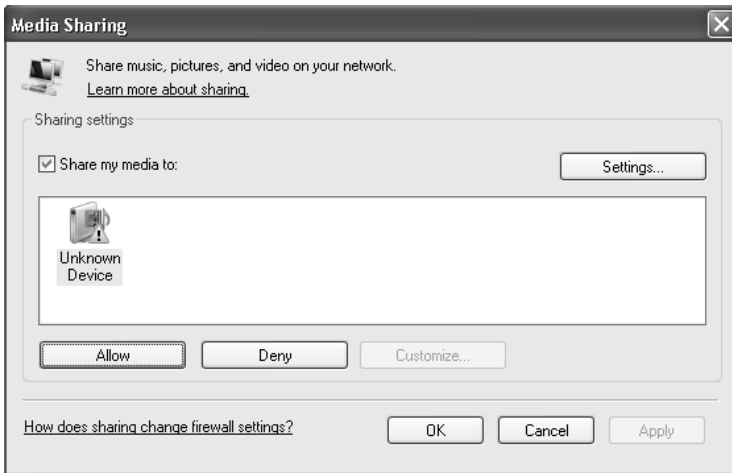 Media Sharing
Share music, pictures, and video on your network.
Learn more about sharing.
Sharing settings
Share my media to:
Settings...
Unknown
Device
Allow
Deny
Customize...
How does sharing change firewall settings?
OK
Cancel
Apply